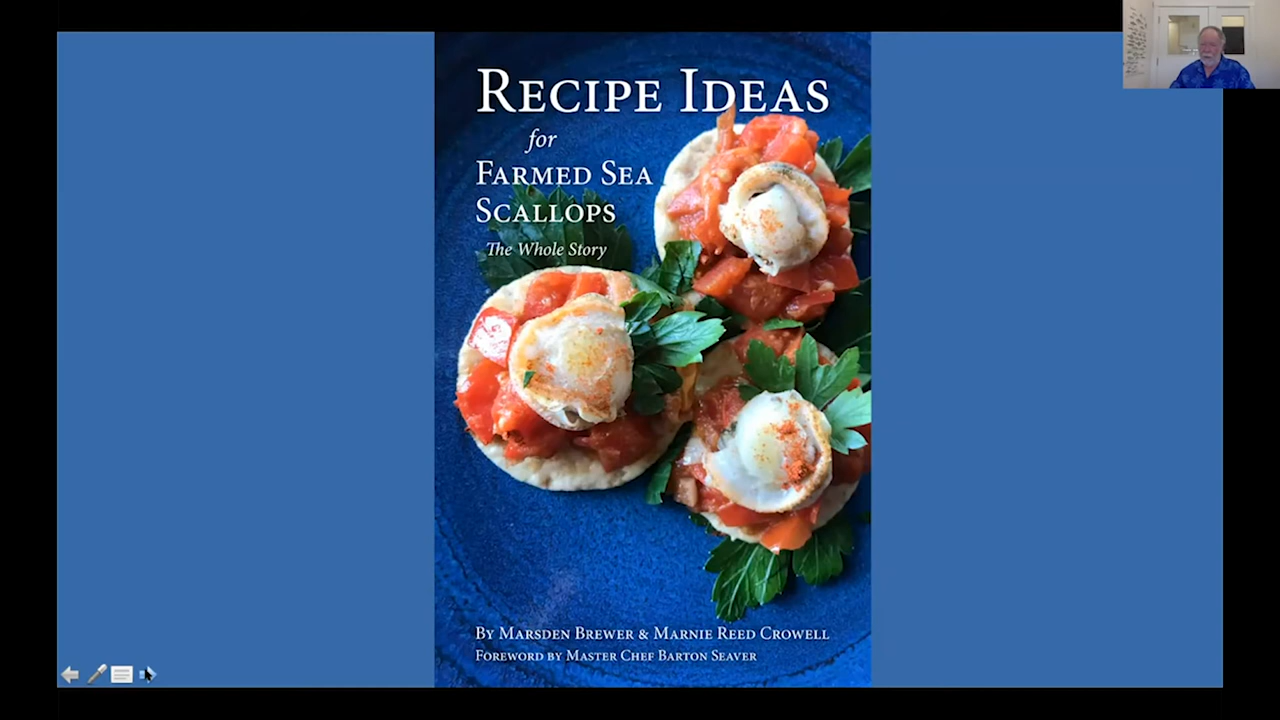 RECIPE IDEAS
for
FARMED SEA
SCALLOPS
The Whole Story
BY MARSDEN BREWER & MARNIE REED CROWELL
FOREWORD BY MASTER CHEF BARTON SEAVER